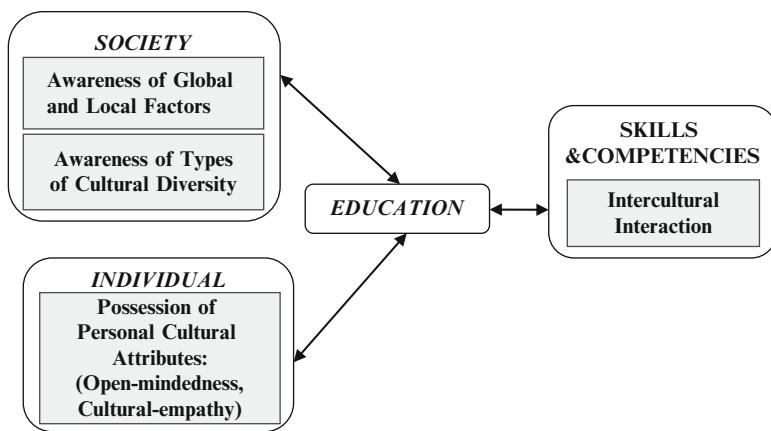 SOCIETY
Awareness of Global
and Local Factors
Awareness of Types
of Cultural Diversity
EDUCATION
SKILLS
&COMPETENCIES
Intercultural
Interaction
INDIVIDUAL
Possession of
Personal Cultural
Attributes:
(Open-mindedness,
Cultural-empathy)